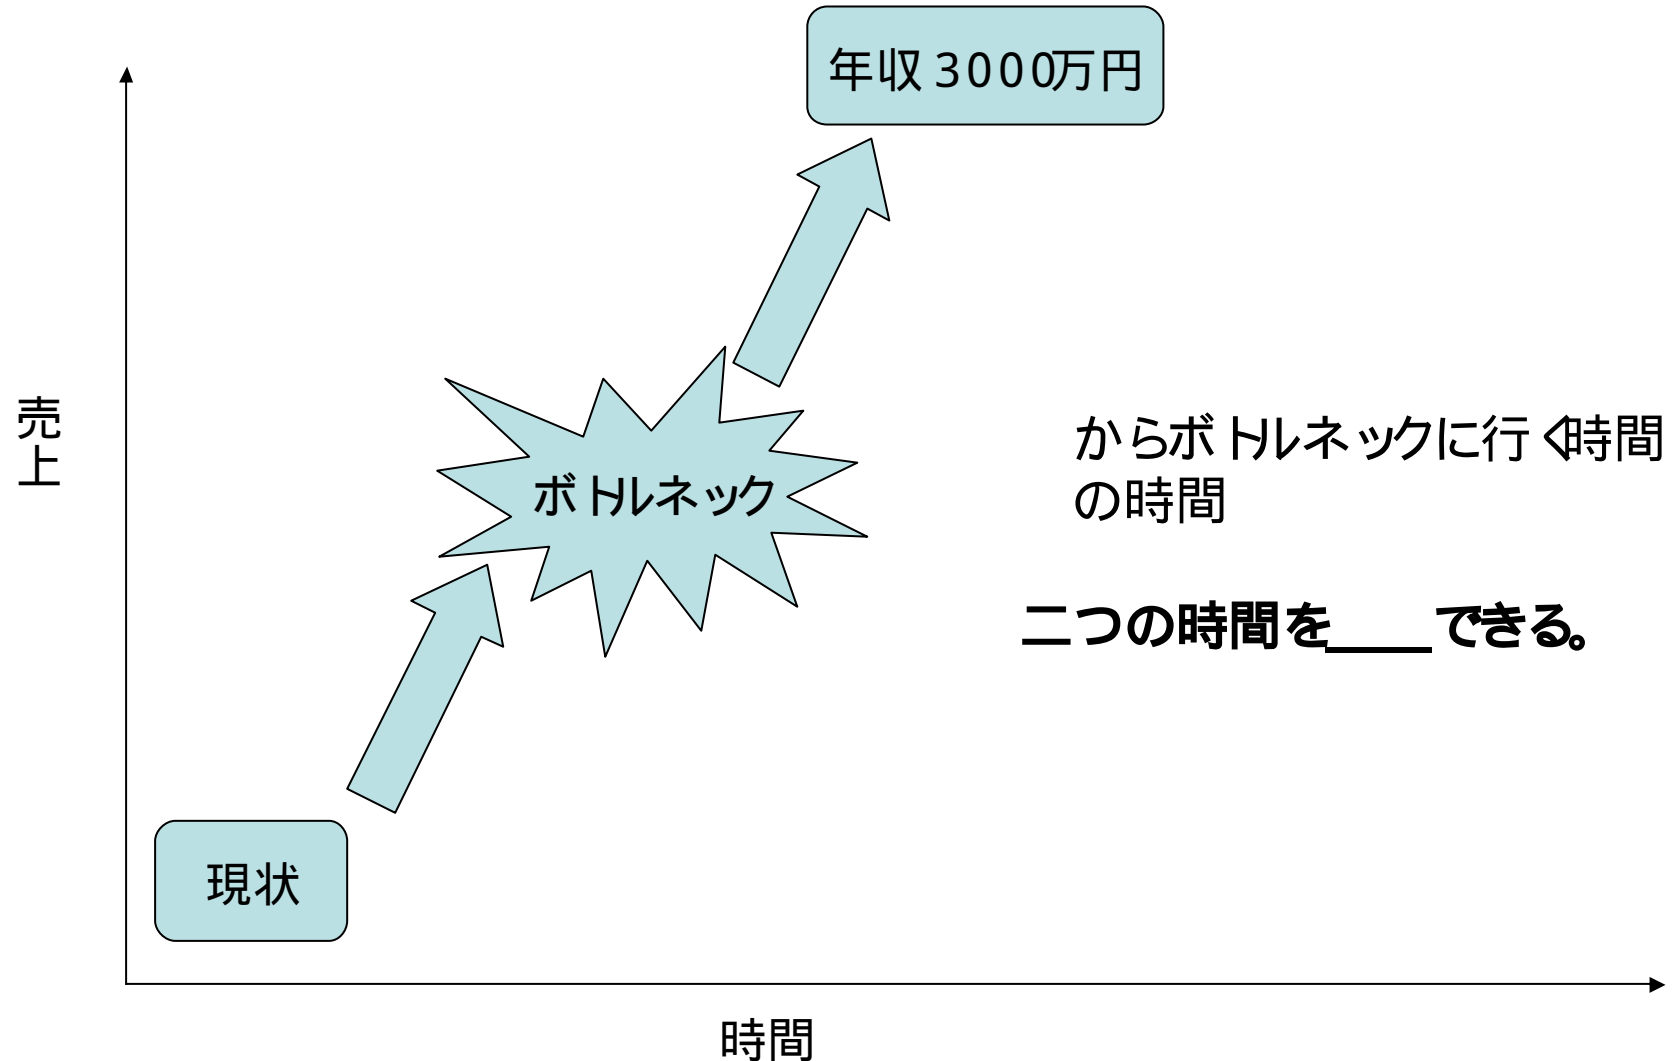 年収3000万円
売上
ボトルネック
からボトルネックに行く時間
の時間
二つの時間を____できる。
現状
時間